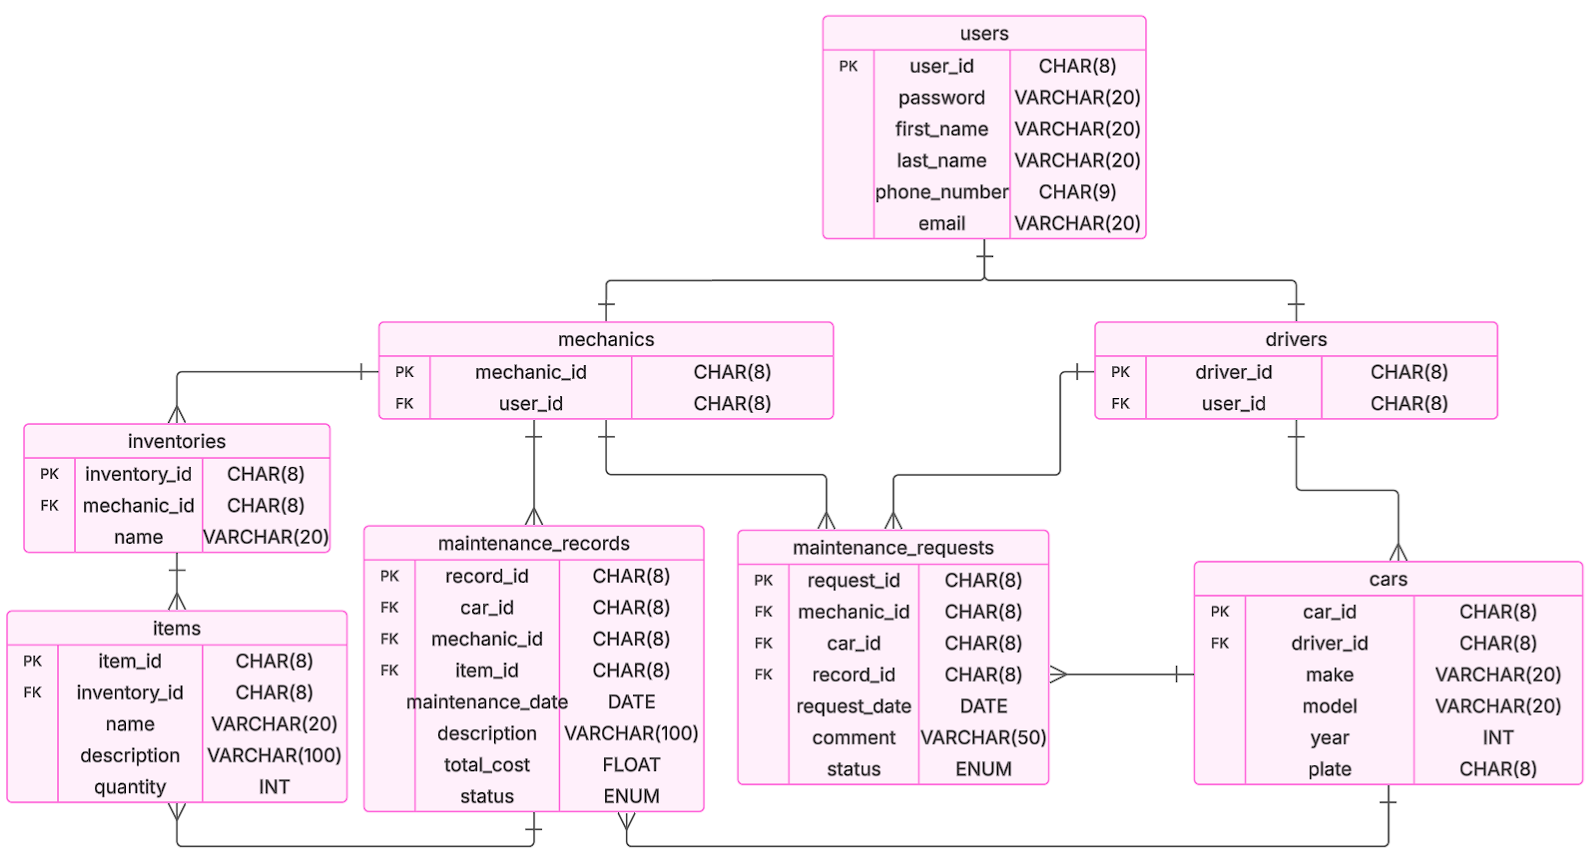 users
PK user_id CHAR(8)
password VARCHAR(20)
first_name VARCHAR(20)
last_name VARCHAR(20)
phone_number CHAR(9)
email VARCHAR(20)
mechanics
PK mechanic_id CHAR(8)
FK user_id CHAR(8)
drivers
PK driver_id CHAR(8)
FK user_id CHAR(8)
inventories
PK inventory_id CHAR(8)
FK mechanic_id CHAR(8)
name VARCHAR(20)
items
PK item_id CHAR(8)
FK inventory_id CHAR(8)
name VARCHAR(20)
description VARCHAR(100)
quantity INT
maintenance_records
PK record_id CHAR(8)
FK car_id CHAR(8)
FK mechanic_id CHAR(8)
FK item_id CHAR(8)
maintenance_date DATE
description VARCHAR(100)
total_cost FLOAT
status ENUM
maintenance_requests
PK request_id CHAR(8)
FK mechanic_id CHAR(8)
FK car_id CHAR(8)
FK record_id CHAR(8)
request_date DATE
comment VARCHAR(50)
status ENUM
cars
PK car_id CHAR(8)
FK driver_id CHAR(8)
make VARCHAR(20)
model VARCHAR(20)
year INT
plate CHAR(8)